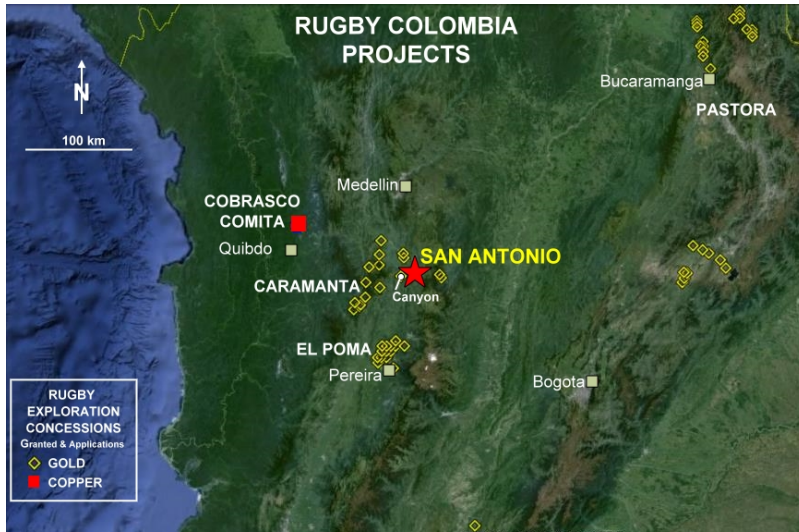 RUGBY COLOMBIA
PROJECTS
N
100 km
Bucaramanga
PASTORA
Medellin
COBRASCO
COMITA
Quibdo
SAN ANTONIO
CARAMANTA
Canyon
EL POMA
Pereira
Bogota
RUGBY
EXPLORATION
CONCESSIONS
Granted & Applications
GOLD
COPPER